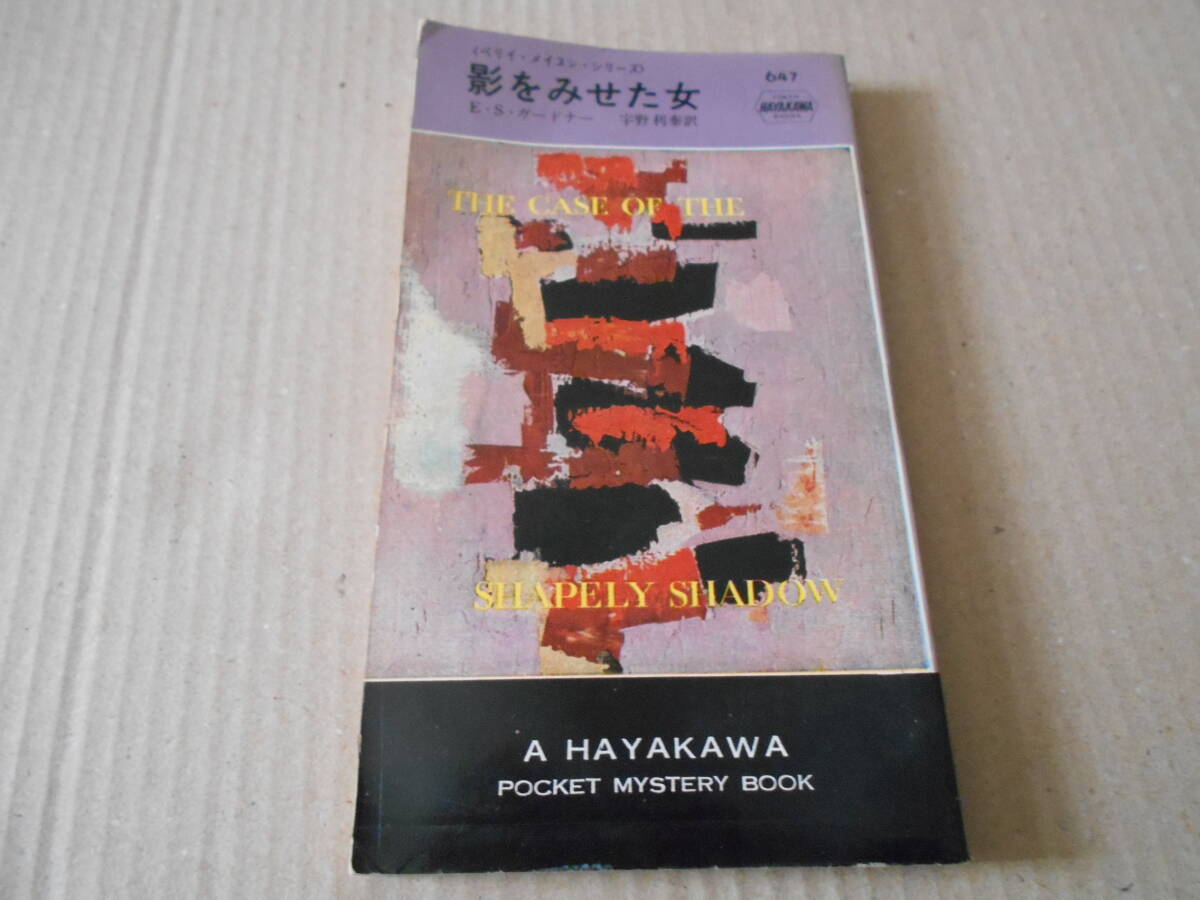 〈ペリイ・メイスン・シリーズ〉
影をみせた女
E・S・ガードナー 宇野利泰訳
647
HAYAKAWA
THE CASE OF THE
SHAPELY SHADOW
A HAYAKAWA
POCKET MYSTERY BOOK